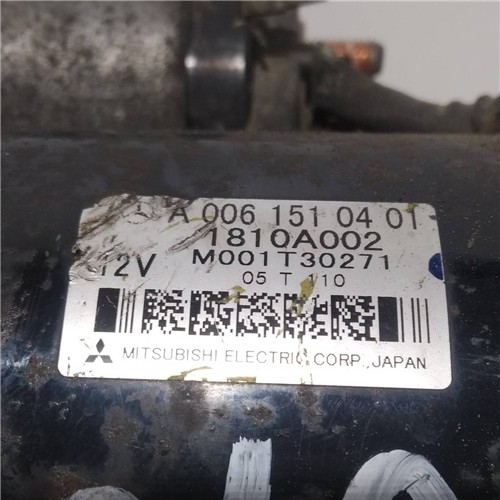 A 006 151 04 01
1810A002
12V M001T30271
05 T 110
MITSUBISHI ELECTRIC CORP., JAPAN